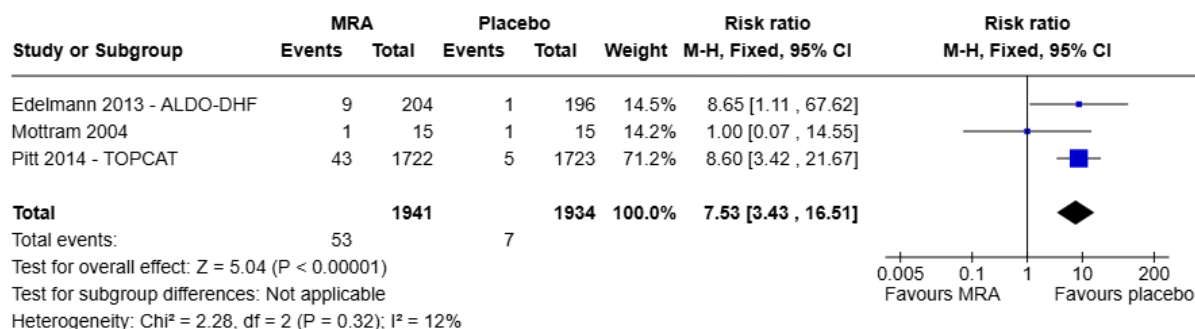 MRA Placebo Risk ratio Risk ratio
Study or Subgroup Events Total Events Total Weight M-H, Fixed, 95% CI M-H, Fixed, 95% CI
Edelmann 2013 - ALDO-DHF 9 204 1 196 14.5% 8.65 [1.11 , 67.62]
Mottram 2004 1 15 1 15 14.2% 1.00 [0.07 , 14.55]
Pitt 2014 - TOPCAT 43 1722 5 1723 71.2% 8.60 [3.42 , 21.67]
Total 1941 1934 100.0% 7.53 [3.43 , 16.51]
Total events: 53 7
Test for overall effect: Z = 5.04 (P < 0.00001)
Test for subgroup differences: Not applicable
Heterogeneity: Chi² = 2.28, df = 2 (P = 0.32); I² = 12%
0.005 0.1 1 10 200
Favours MRA Favours placebo